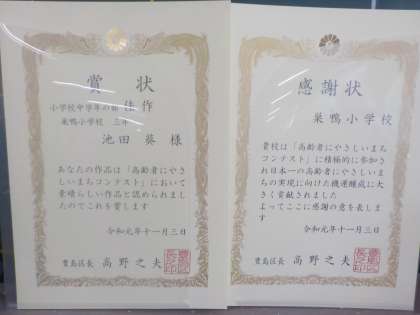 賞状
小学校中学年の部 佳作
巣鴨小学校 三年
池田 葵 様
あなたの作品は「高齢者にやさ
しいまちコンテスト」において
素晴らしい作品と認められまし
たのでこれを賞します
令和元年十一月三日
豊島区長 高野之夫
感謝状
巣鴨小学校
貴校は「高齢者にやさしいまち
コンテスト」に積極的に参加さ
れ日本一の高齢者にやさしいま
ちの実現に向けた機運醸成に大
きく貢献されました
よってここに感謝の意を表しま
す
令和元年十一月三日
豊島区長 高野之夫